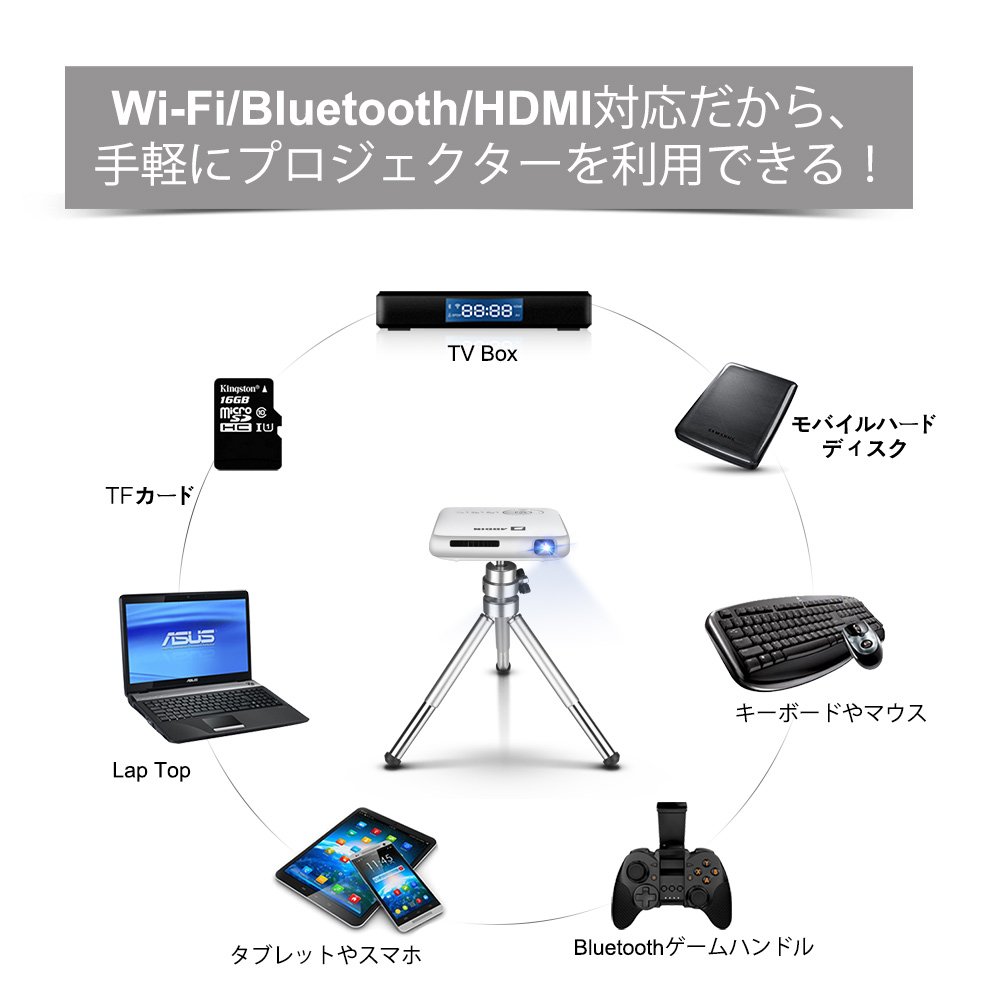 Wi-Fi/Bluetooth/HDMI対応だから、
手軽にプロジェクターを利用できる！
88:88
TV Box
Kingston
16GB
micro
SD
HC I U1
10
TFカード
SAMSUNG
モバイルハード
ディスク
AODIN
ASUS
ASUS
Lap Top
キーボードやマウス
11:45
タブレットやスマホ
Y
X
B
A
Bluetoothゲームハンドル